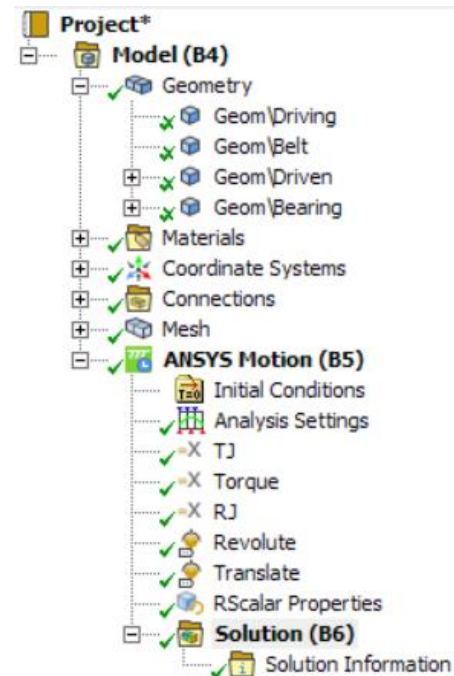 Project*
Model (B4)
Geometry
Geom\Driving
Geom\Belt
Geom\Driven
Geom\Bearing
Materials
Coordinate Systems
Connections
Mesh
ANSYS Motion (B5)
T=0
Initial Conditions
Analysis Settings
=X TJ
=X Torque
=X RJ
Revolute
Translate
RScalar Properties
Solution (B6)
i Solution Information